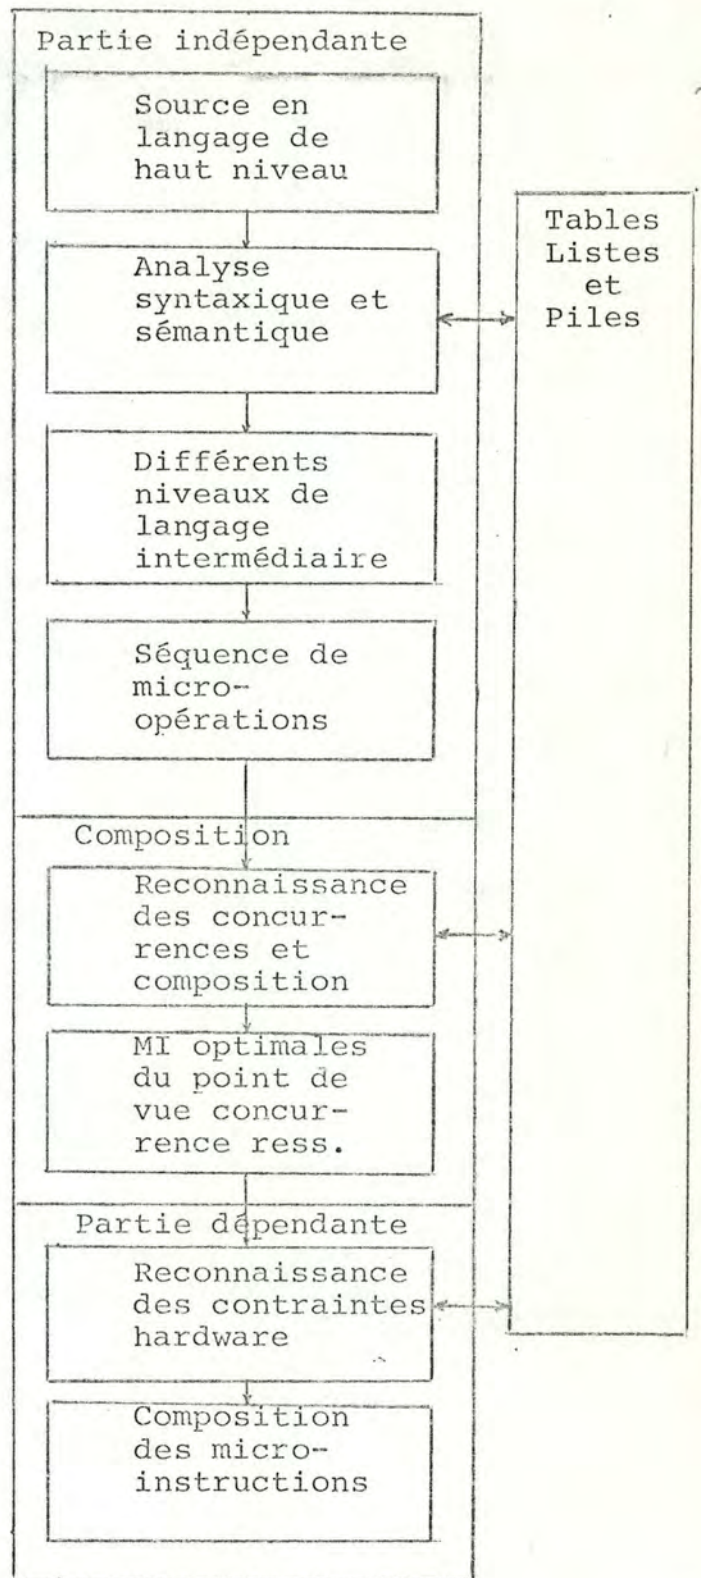 Partie indépendante
Source en
langage de
haut niveau
Analyse
syntaxique et
sémantique
Différents
niveaux de
langage
intermédiaire
Séquence de
micro-
opérations
Composition
Reconnaissance
des concur-
rences et
composition
MI optimales
du point de
vue concur-
rence ress.
Partie dépendante
Reconnaissance
des contraintes
hardware
Composition
des micro-
instructions
Tables
Listes
et
Piles